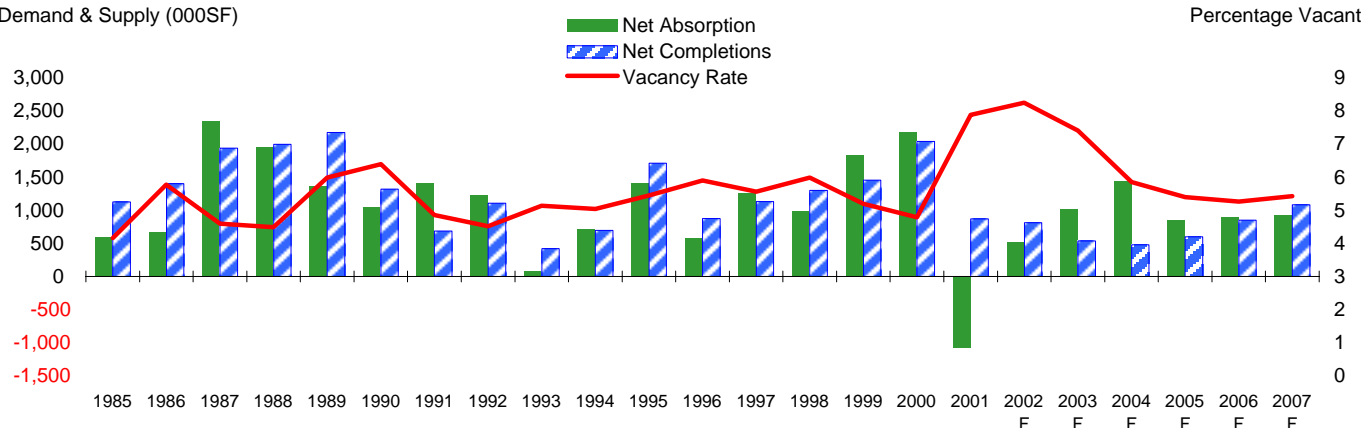 Demand & Supply (000SF)
Percentage Vacant
Net Absorption
Net Completions
Vacancy Rate
3,000
2,500
2,000
1,500
1,000
500
0
-500
-1,000
-1,500
9
8
7
6
5
4
3
2
1
0
1985 1986 1987 1988 1989 1990 1991 1992 1993 1994 1995 1996 1997 1998 1999 2000 2001 2002 2003 2004 2005 2006 2007
F F F F F F